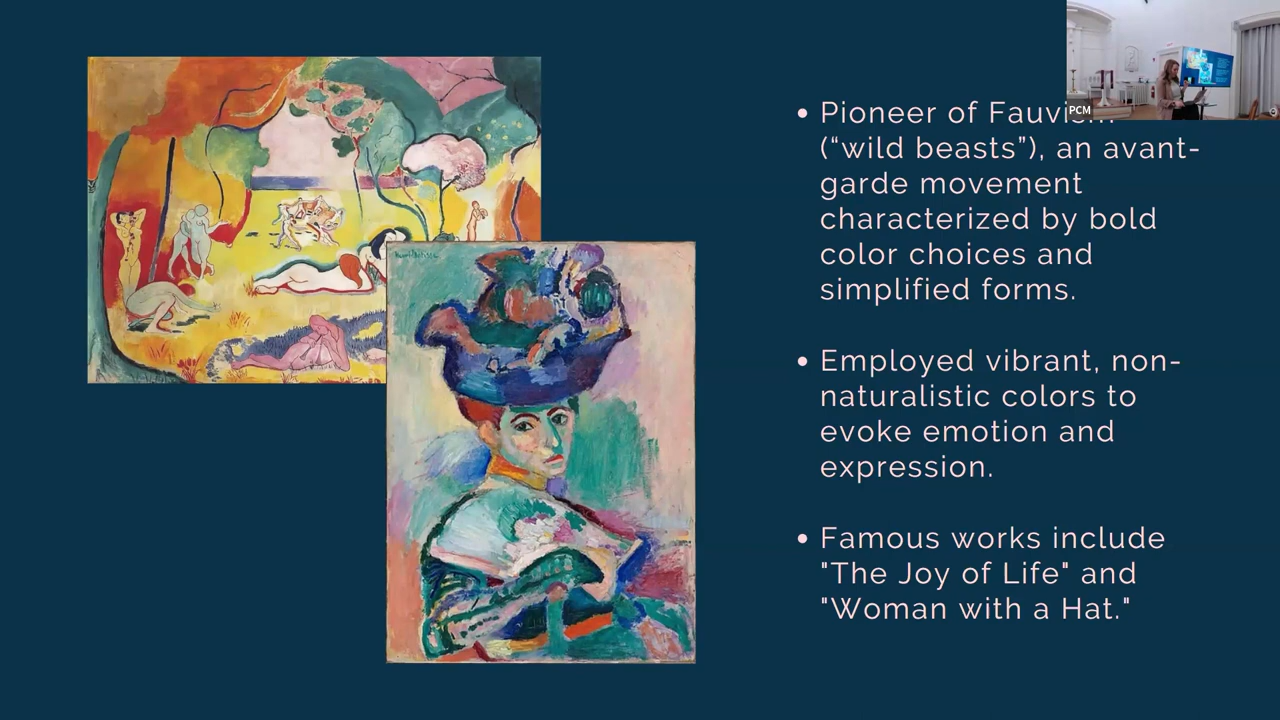 PCM
• Pioneer of
(“wild beasts”), an avant-
garde movement
characterized by bold
color choices and
simplified forms.
• Employed vibrant, non-
naturalistic colors to
evoke emotion and
expression.
• Famous works include
"The Joy of Life" and
"Woman with a Hat."